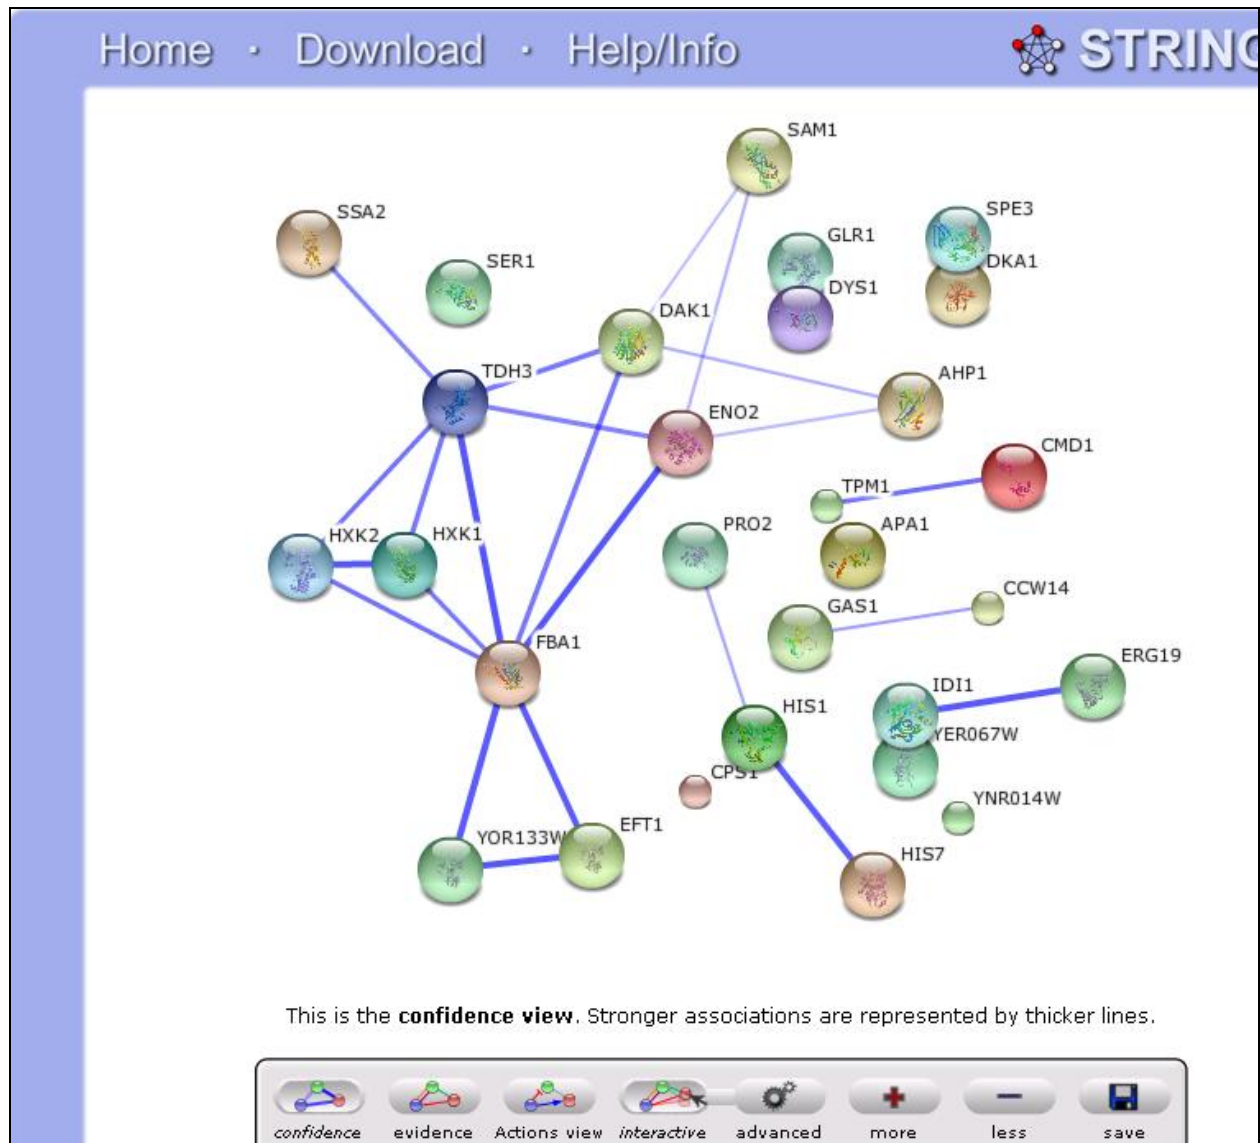 Home · Download · Help/Info STRING
SAM1
SSA2
SPE3
GLR1
SER1
DKA1
DYS1
DAK1
TDH3
AHP1
ENO2
CMD1
TPM1
PRO2
APA1
HXK2
HXK1
CCW14
GAS1
FBA1
ERG19
IDI1
HIS1
YER067W
CPS1
YNR014W
EFT1
YOR133W
HIS7
This is the confidence view. Stronger associations are represented by thicker lines.
confidence evidence Actions view interactive advanced more less save